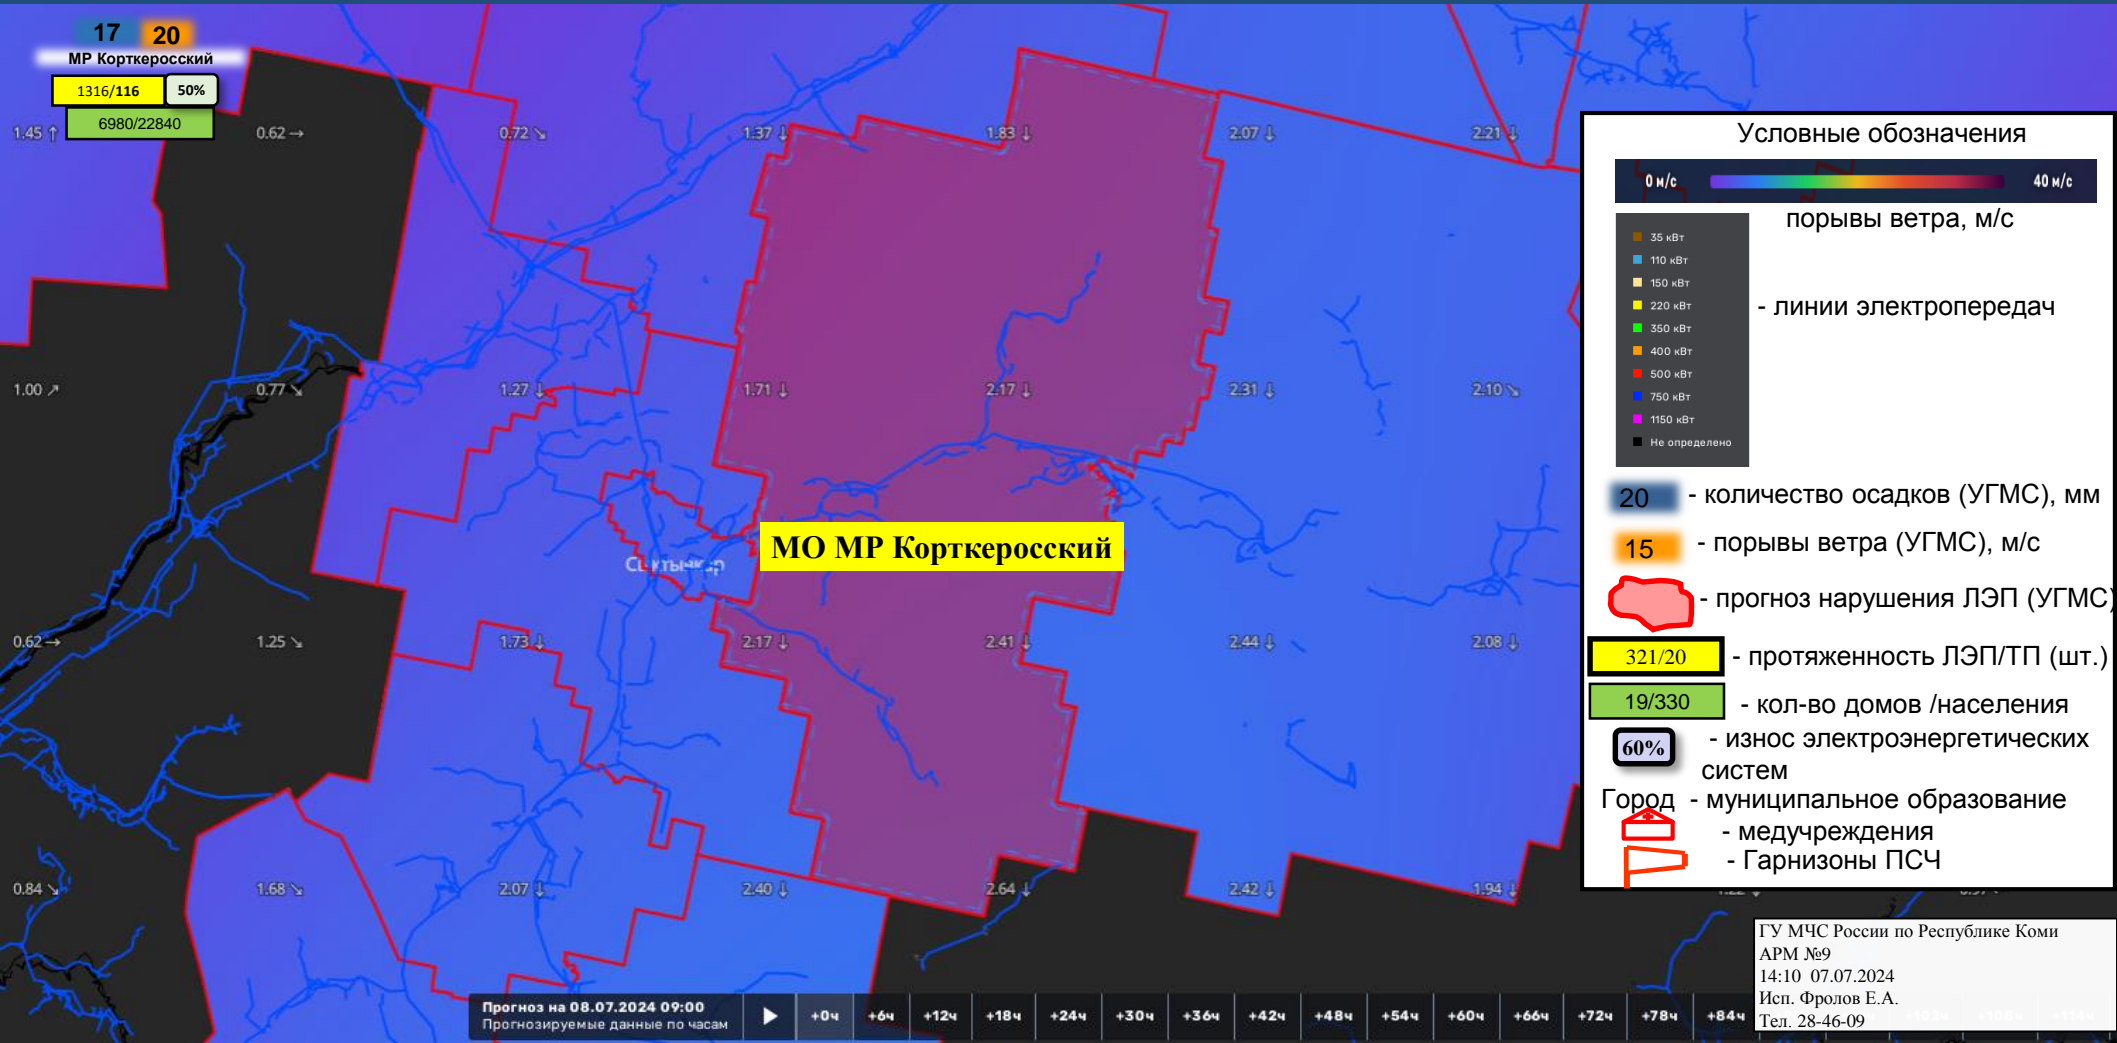 17 20
МР Корткеросский
1316/116 50%
6980/22840
1.45 ↑ 0.62 → 0.72 ↘ 1.37 ↓ 1.83 ↓ 2.07 ↓ 2.21 ↓
1.00 ↗ 0.77 ↘ 1.27 ↓ 1.71 ↓ 2.17 ↓ 2.31 ↓ 2.10 ↘
МО МР Корткеросский
Сыктывкар
0.62 → 1.25 ↘ 1.73 ↓ 2.17 ↓ 2.41 ↓ 2.44 ↓ 2.08 ↓
0.84 ↘ 1.68 ↘ 2.07 ↓ 2.40 ↓ 2.64 ↓ 2.42 ↓ 1.94 ↓
Условные обозначения
0 м/с 40 м/с
порывы ветра, м/с
35 кВт
110 кВт
150 кВт
220 кВт
350 кВт
400 кВт
500 кВт
750 кВт
1150 кВт
Не определено
- линии электропередач
20 - количество осадков (УГМС), мм
15 - порывы ветра (УГМС), м/с
- прогноз нарушения ЛЭП (УГМС)
321/20 - протяженность ЛЭП/ТП (шт.)
19/330 - кол-во домов /населения
60% - износ электроэнергетических
систем
Город - муниципальное образование
- медучреждения
- Гарнизоны ПСЧ
ГУ МЧС России по Республике Коми
АРМ №9
14:10 07.07.2024
Исп. Фролов Е.А.
Тел. 28-46-09
Прогноз на 08.07.2024 09:00
Прогнозируемые данные по часам
+0ч +6ч +12ч +18ч +24ч +30ч +36ч +42ч +48ч +54ч +60ч +66ч +72ч +78ч +84ч